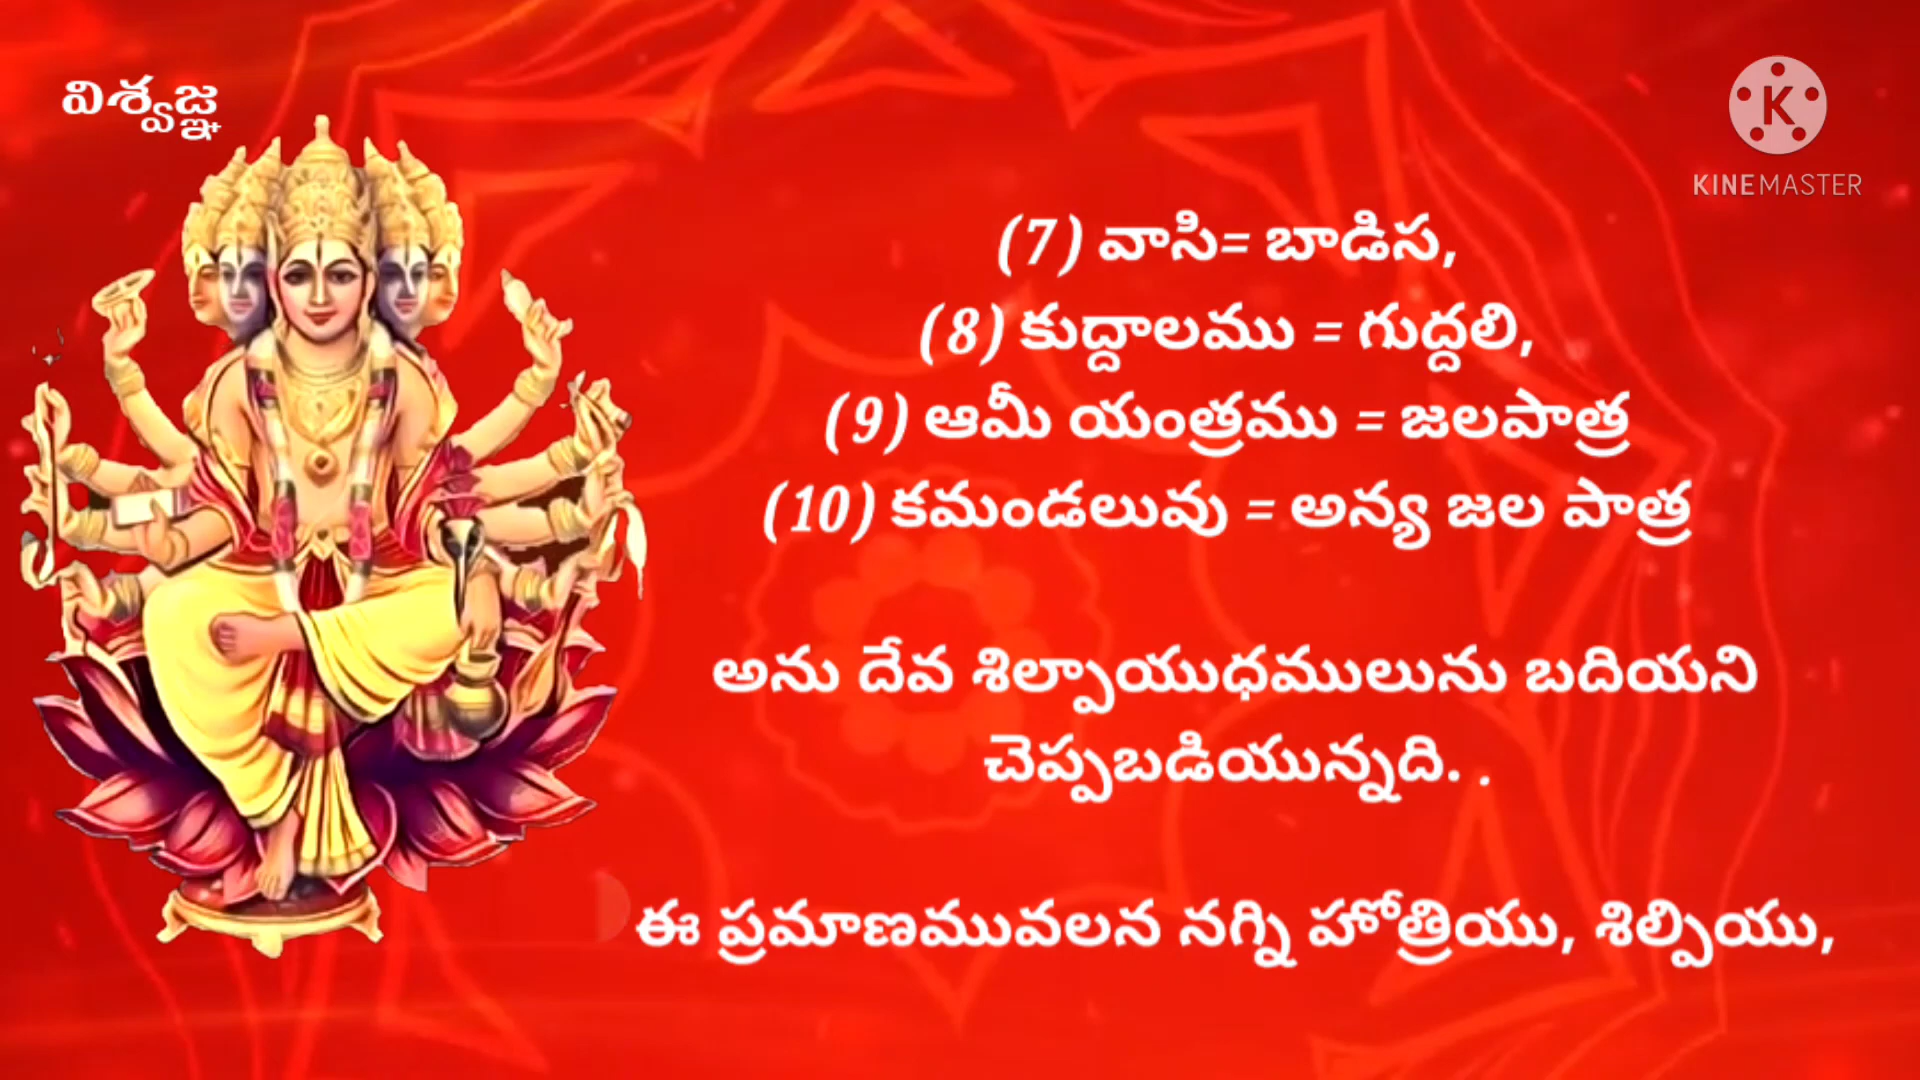 విశ్వజ్ఞ
KINEMASTER
(7) వాసి= బాడిస,
(8) కుద్దాలము = గుద్దలి,
(9) ఆమీ యంత్రము = జలపాత్ర
(10) కమండలువు = అన్య జల పాత్ర
అను దేవ శిల్పాయుధములును బదియని
చెప్పబడియున్నది. .
ఈ ప్రమాణమువలన నగ్ని హోత్రియు, శిల్పియు,